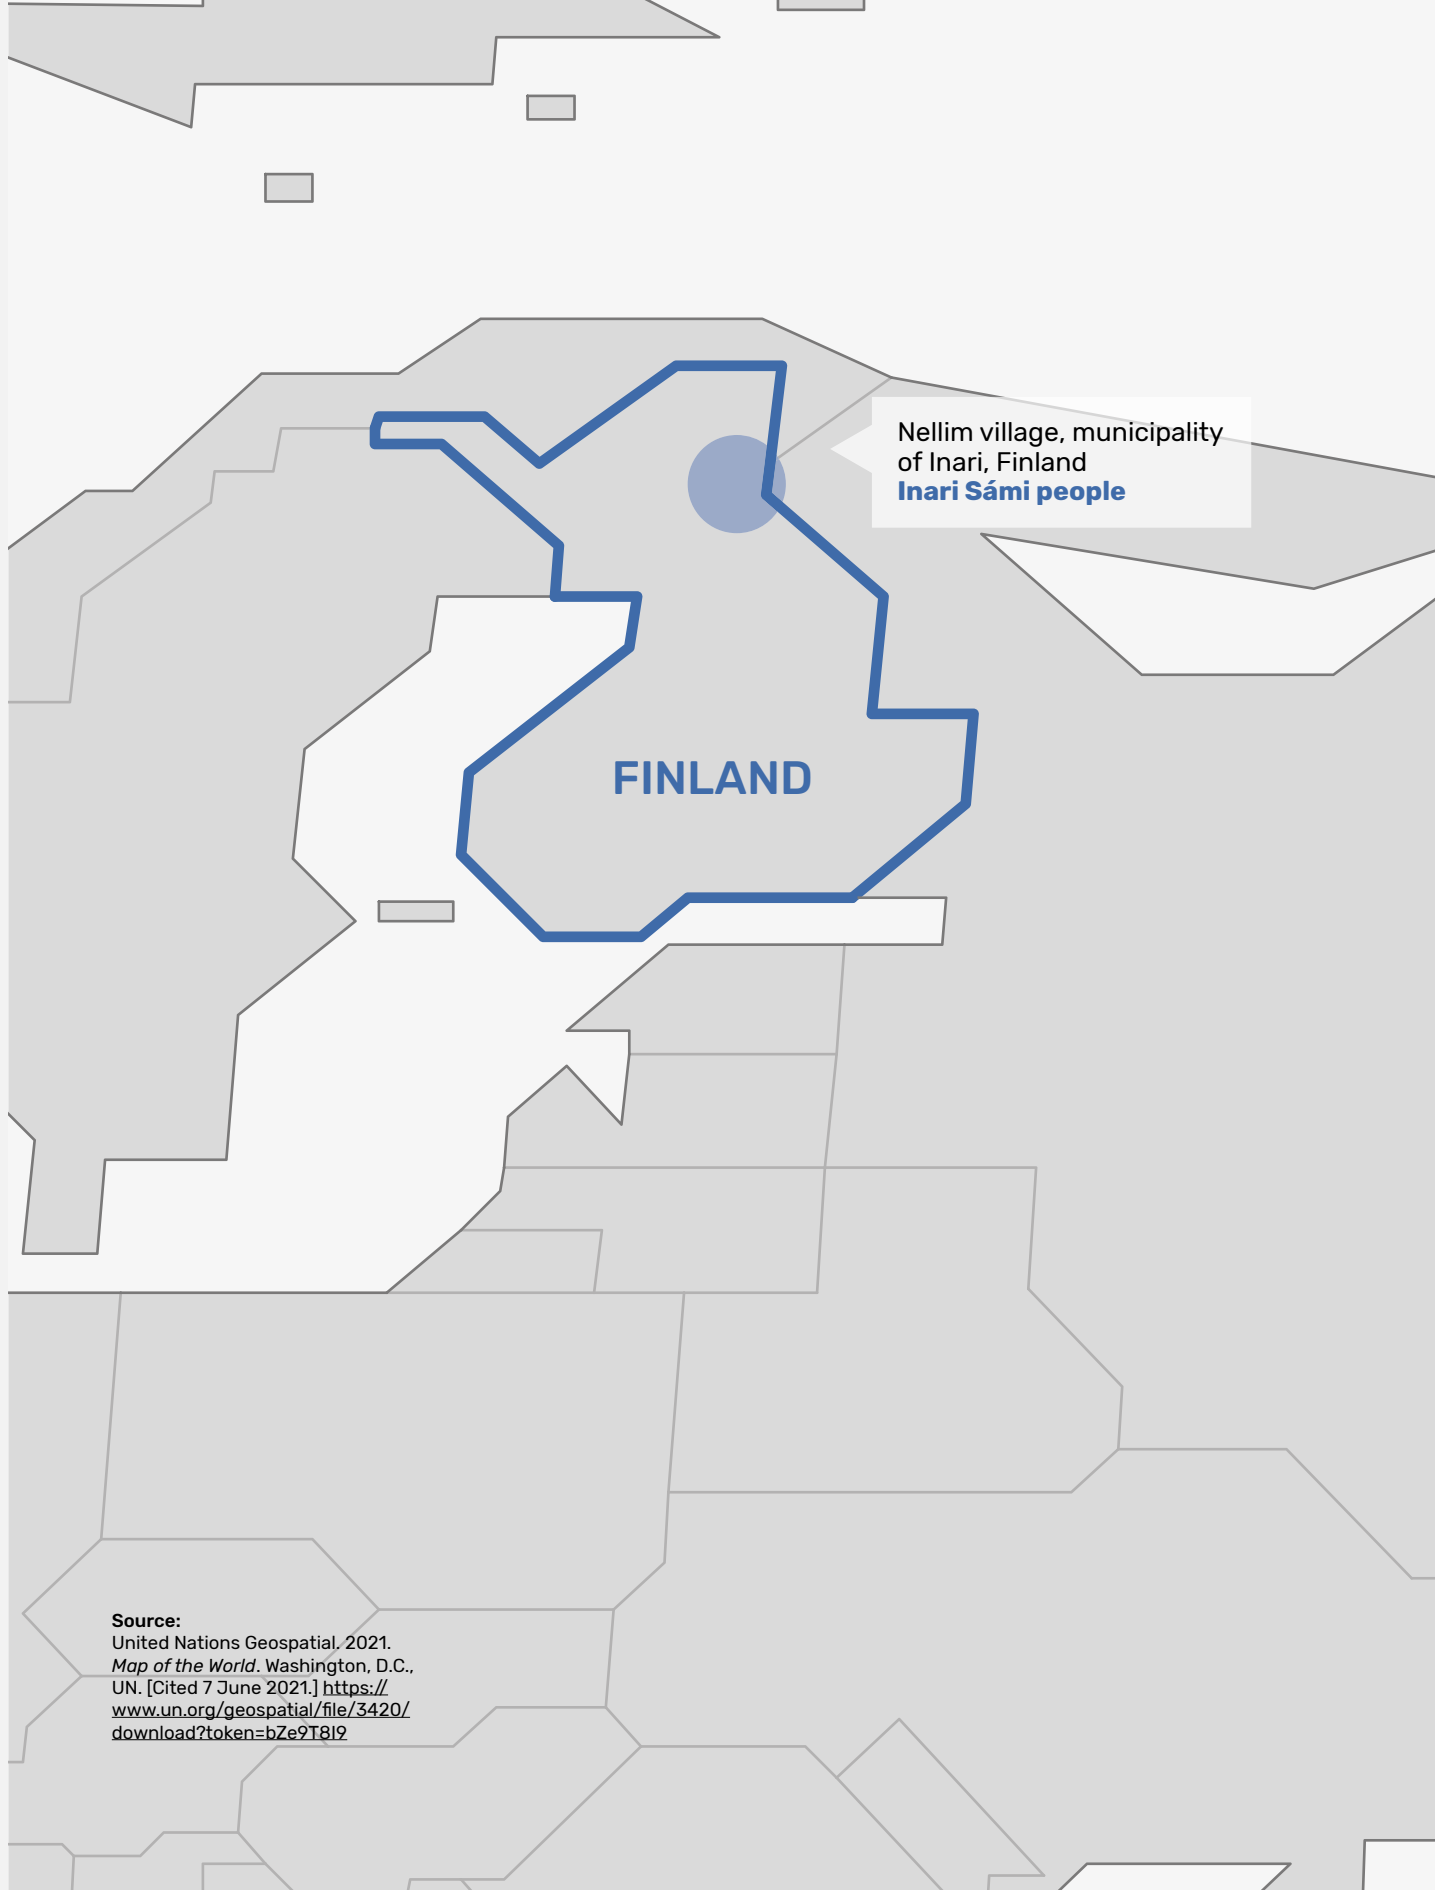 Nellim village, municipality
of Inari, Finland
Inari Sámi people
FINLAND
Source:
United Nations Geospatial. 2021.
Map of the World. Washington, D.C.,
UN. [Cited 7 June 2021.] https://
www.un.org/geospatial/file/3420/
download?token=bZe9T8I9